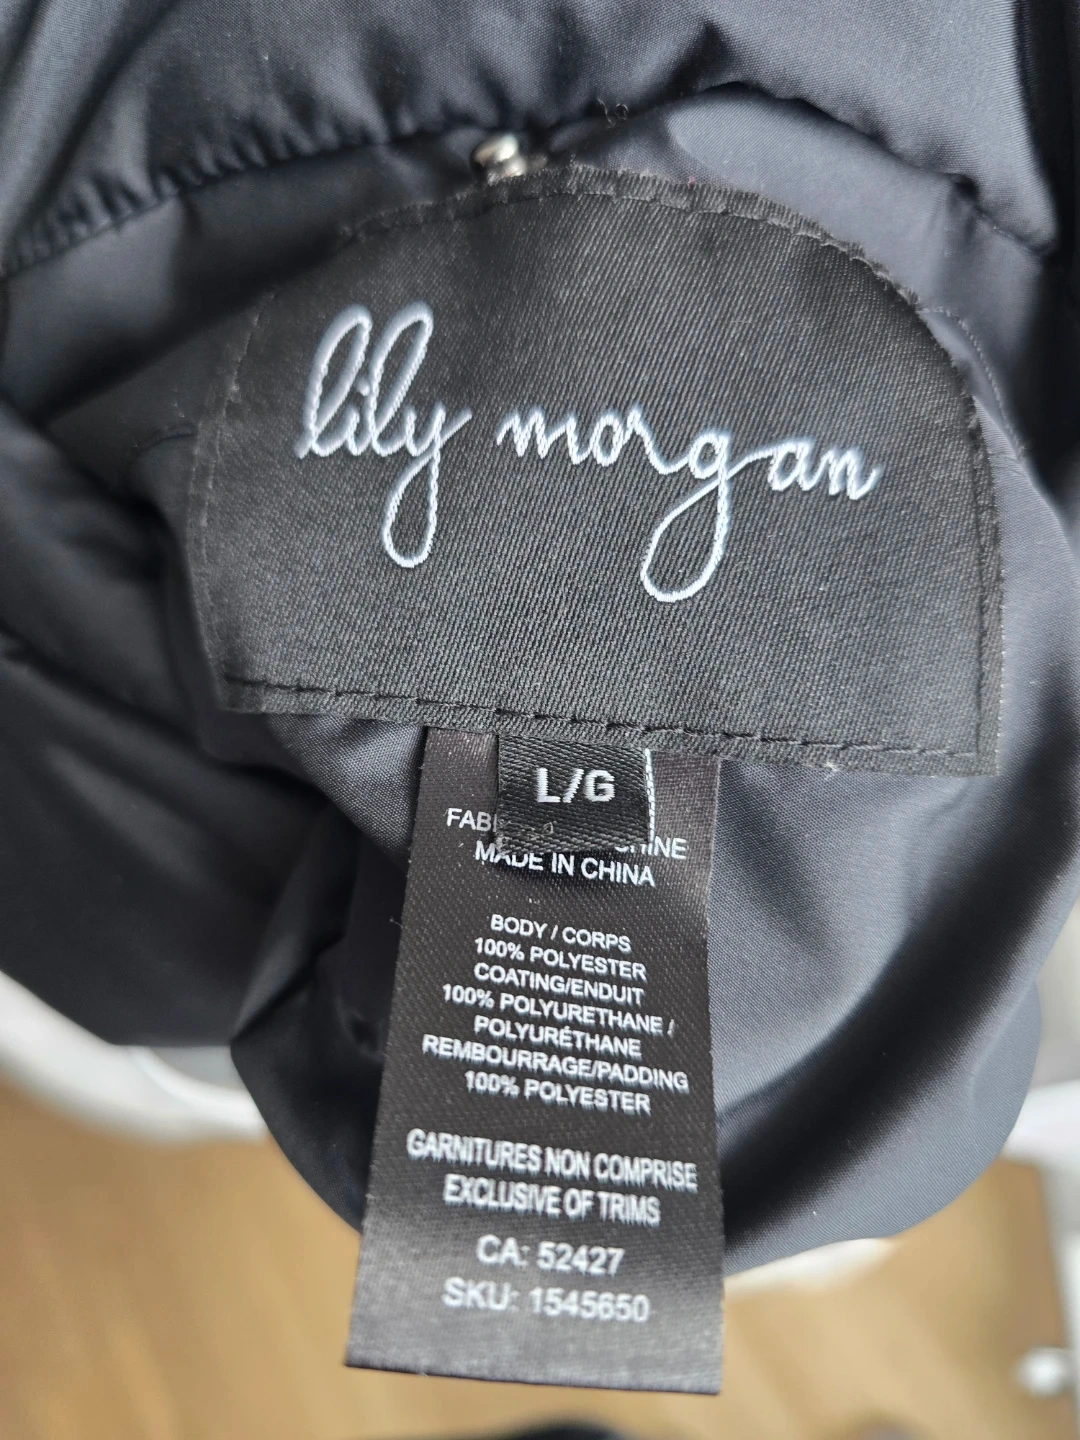 lily morgan
L/G
MADE IN CHINA
BODY / CORPS
100% POLYESTER
COATING/ENDUIT
100% POLYURETHANE /
POLYURÉTHANE
REMBOURRAGE/PADDING
100% POLYESTER
GARNITURES NON COMPRISE
EXCLUSIVE OF TRIMS
CA: 52427
SKU: 1545650